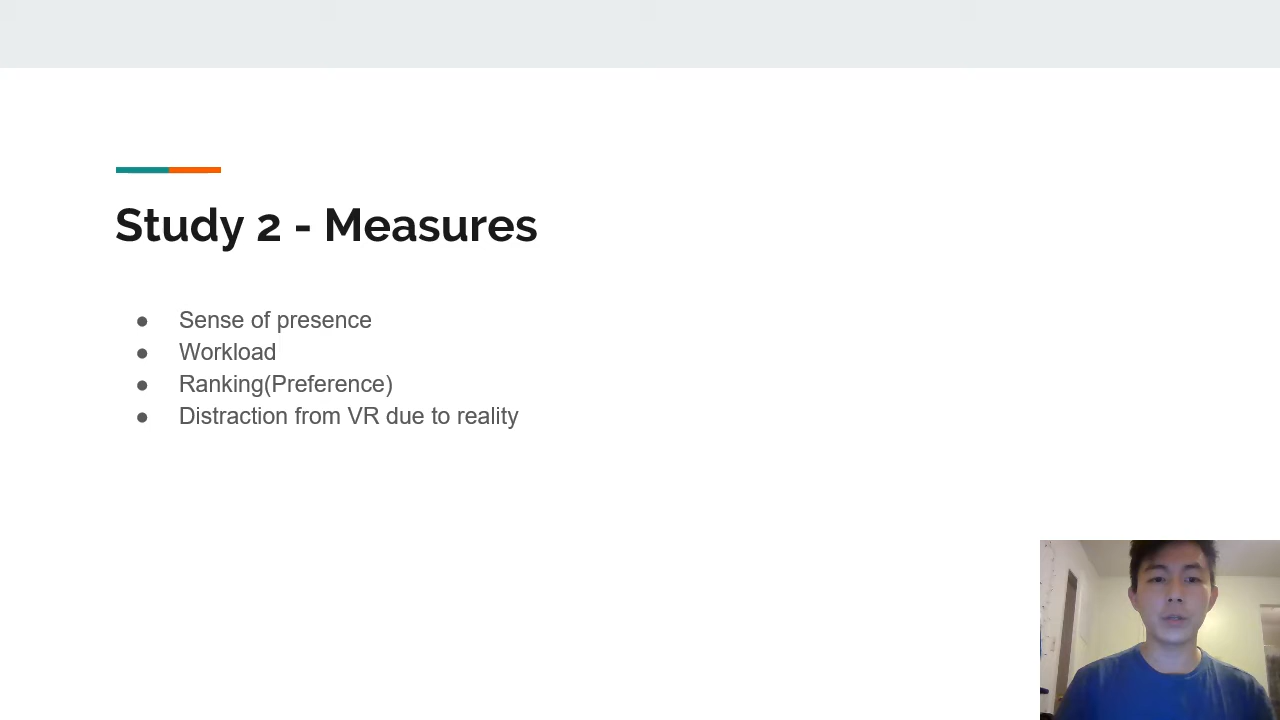 Study 2 - Measures
● Sense of presence
● Workload
● Ranking(Preference)
● Distraction from VR due to reality